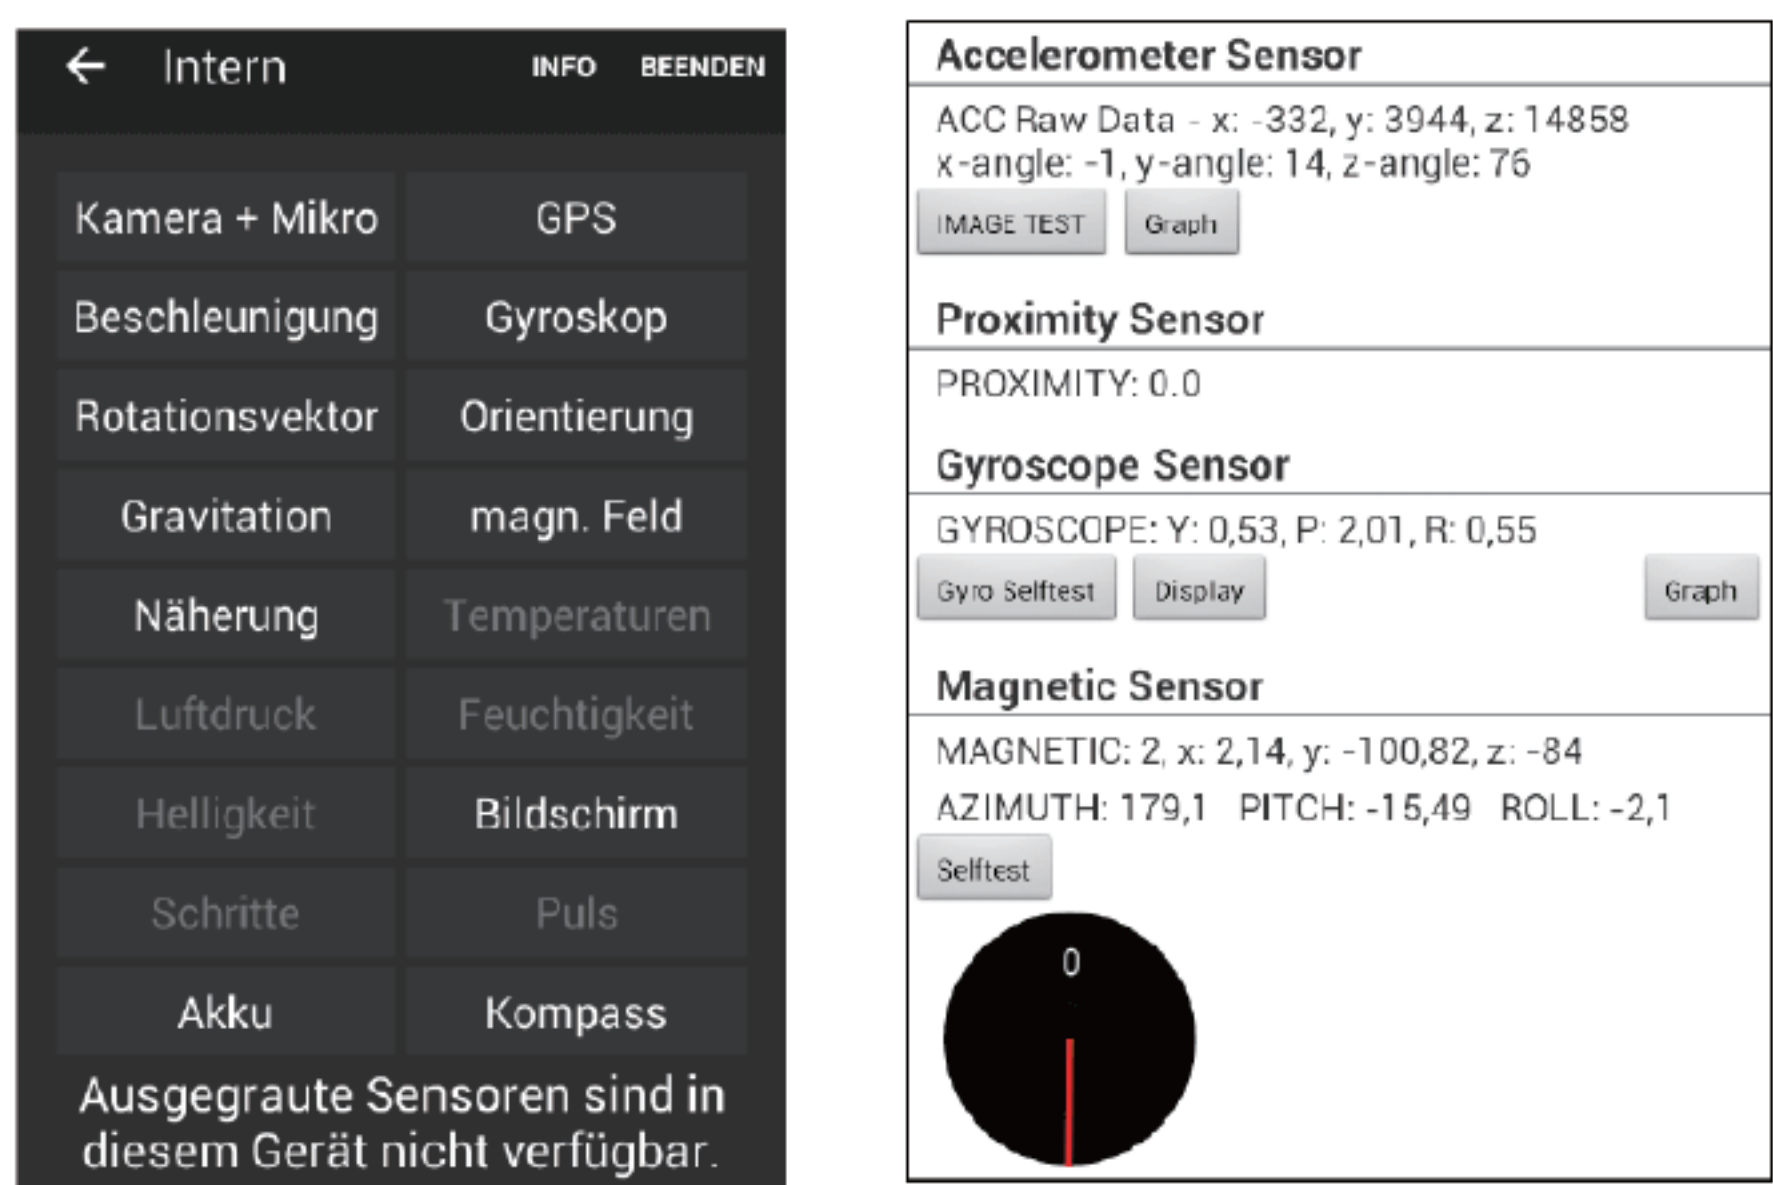 ← Intern INFO BEENDEN
Kamera + Mikro GPS
Beschleunigung Gyroskop
Rotationsvektor Orientierung
Gravitation magn. Feld
Näherung Temperaturen
Luftdruck Feuchtigkeit
Helligkeit Bildschirm
Schritte Puls
Akku Kompass
Ausgegraute Sensoren sind in
diesem Gerät nicht verfügbar.
Accelerometer Sensor
ACC Raw Data - x: -332, y: 3944, z: 14858
x-angle: -1, y-angle: 14, z-angle: 76
IMAGE TEST Graph
Proximity Sensor
PROXIMITY: 0.0
Gyroscope Sensor
GYROSCOPE: Y: 0,53, P: 2,01, R: 0,55
Gyro Selftest Display Graph
Magnetic Sensor
MAGNETIC: 2, x: 2,14, y: -100,82, z: -84
AZIMUTH: 179,1 PITCH: -15,49 ROLL: -2,1
Selftest
0